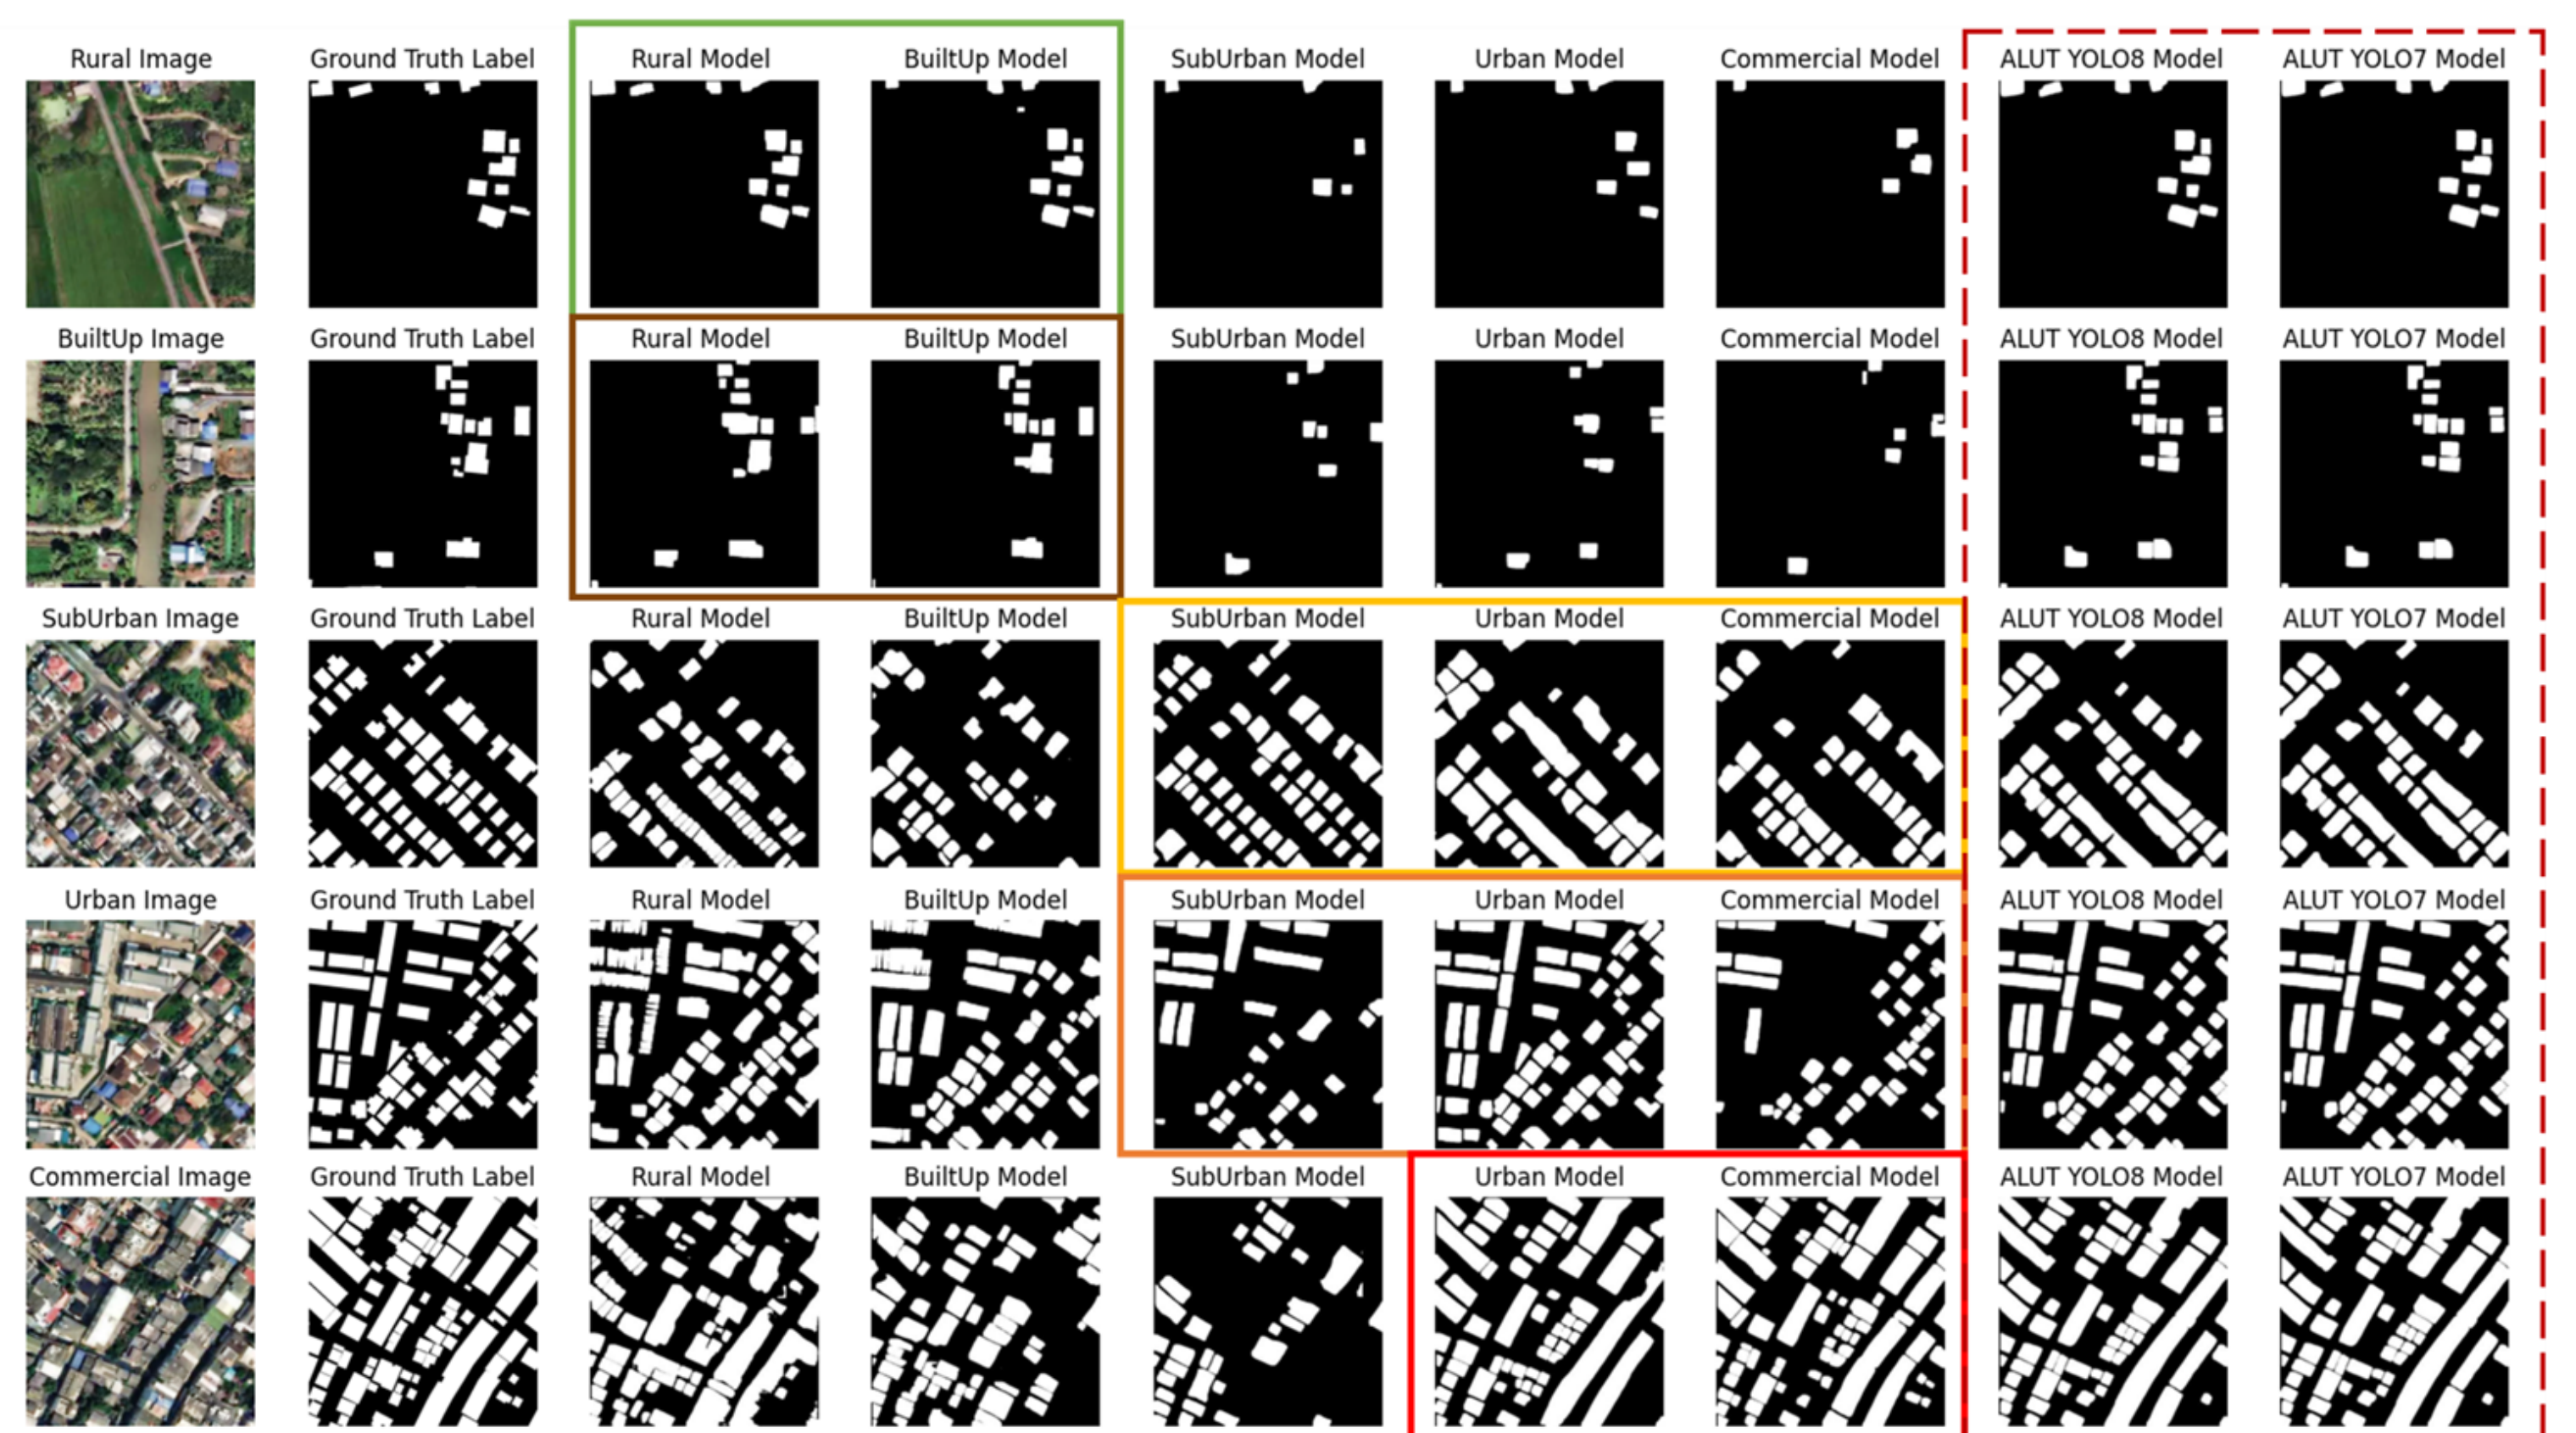 Rural Image Ground Truth Label Rural Model BuiltUp Model SubUrban Model Urban Model Commercial Model ALUT YOLO8 Model ALUT YOLO7 Model
BuiltUp Image Ground Truth Label Rural Model BuiltUp Model SubUrban Model Urban Model Commercial Model ALUT YOLO8 Model ALUT YOLO7 Model
SubUrban Image Ground Truth Label Rural Model BuiltUp Model SubUrban Model Urban Model Commercial Model ALUT YOLO8 Model ALUT YOLO7 Model
Urban Image Ground Truth Label Rural Model BuiltUp Model SubUrban Model Urban Model Commercial Model ALUT YOLO8 Model ALUT YOLO7 Model
Commercial Image Ground Truth Label Rural Model BuiltUp Model SubUrban Model Urban Model Commercial Model ALUT YOLO8 Model ALUT YOLO7 Model